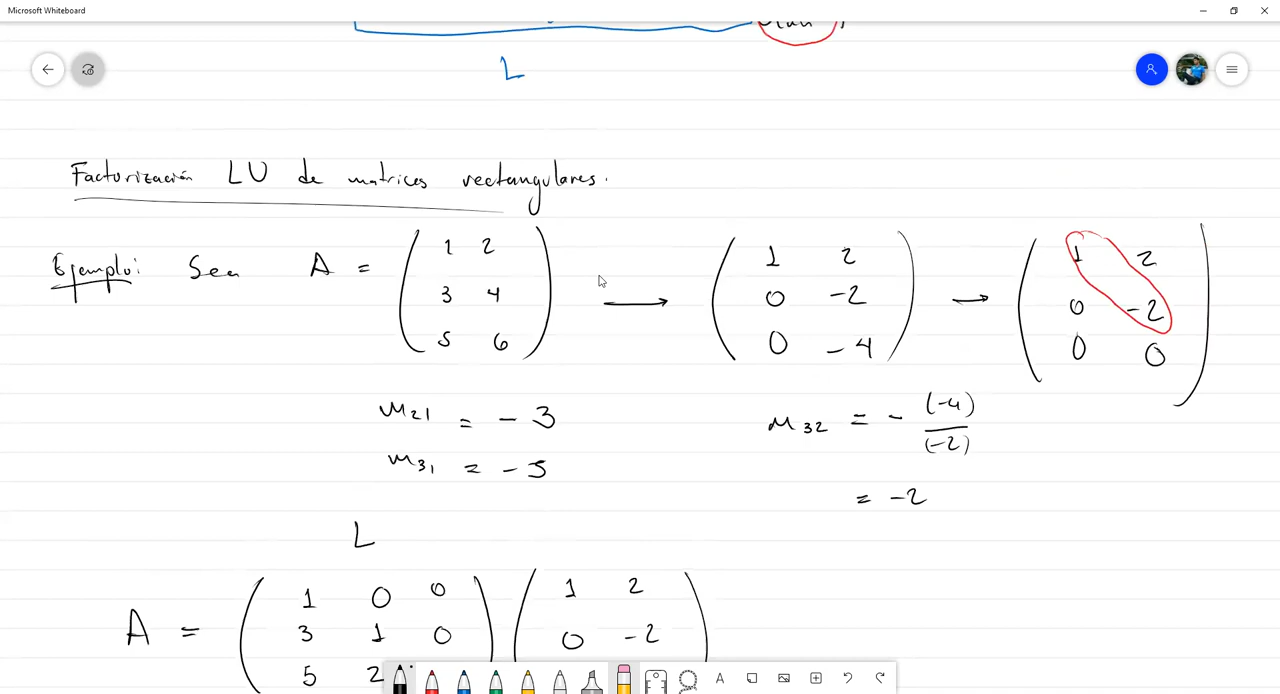 Microsoft Whiteboard
L
Factorización LU de matrices rectangulares.
Ejemplo: Sea A = ( 1 2 ; 3 4 ; 5 6 ) → ( 1 2 ; 0 -2 ; 0 -4 ) → ( 1 2 ; 0 -2 ; 0 0 )
m21 = -3
m31 = -5
m32 = - (-4) / (-2)
= -2
L
A = ( 1 0 0 ; 3 1 0 ; 5 2 ) ( 1 2 ; 0 -2 )